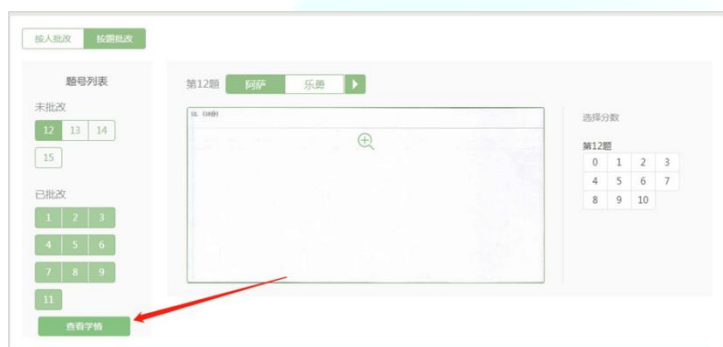 按人批改 按题批改
题号列表
未批改
12 13 14
15
已批改
1 2 3
4 5 6
7 8 9
11
查看学情
第12题 阿萨 乐勇
选择分数
第12题
0 1 2 3
4 5 6 7
8 9 10